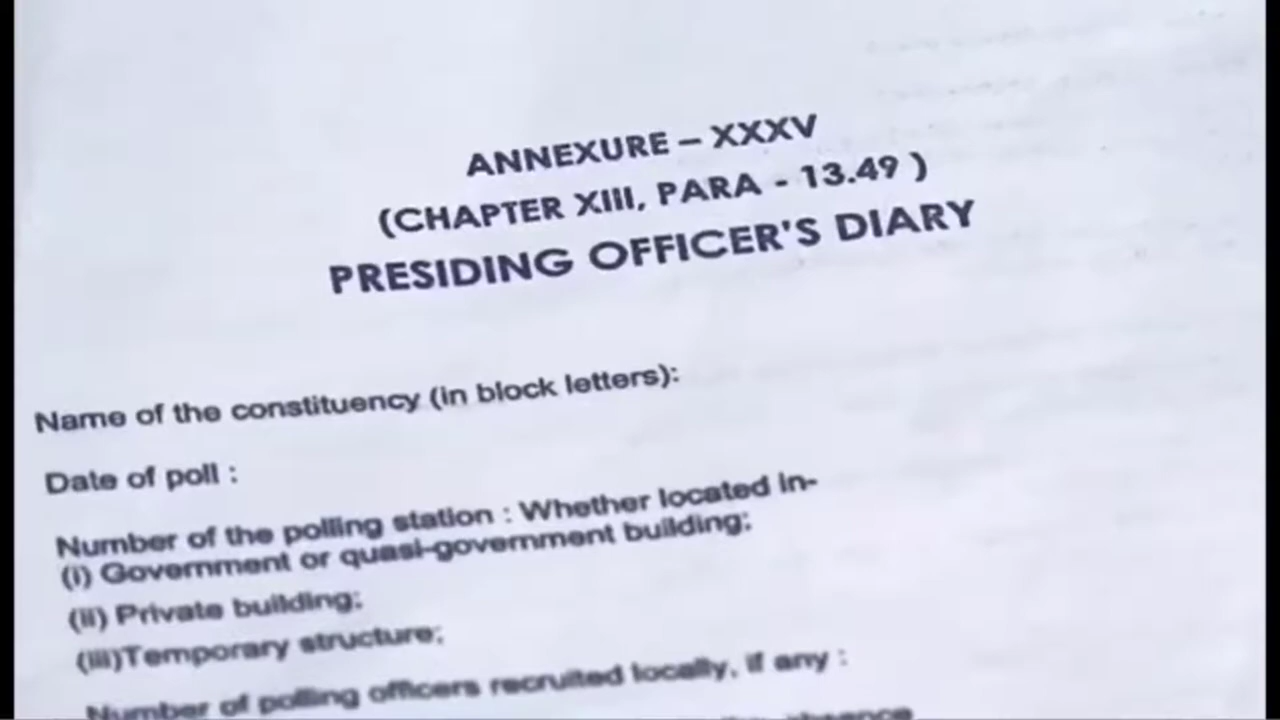 ANNEXURE – XXXV
(CHAPTER XIII, PARA - 13.49 )
PRESIDING OFFICER'S DIARY
Name of the constituency (in block letters):
Date of poll :
Number of the polling station : Whether located in-
(i) Government or quasi-government building;
(ii) Private building;
(iii)Temporary structure;
Number of polling officers recruited locally, if any :
absence